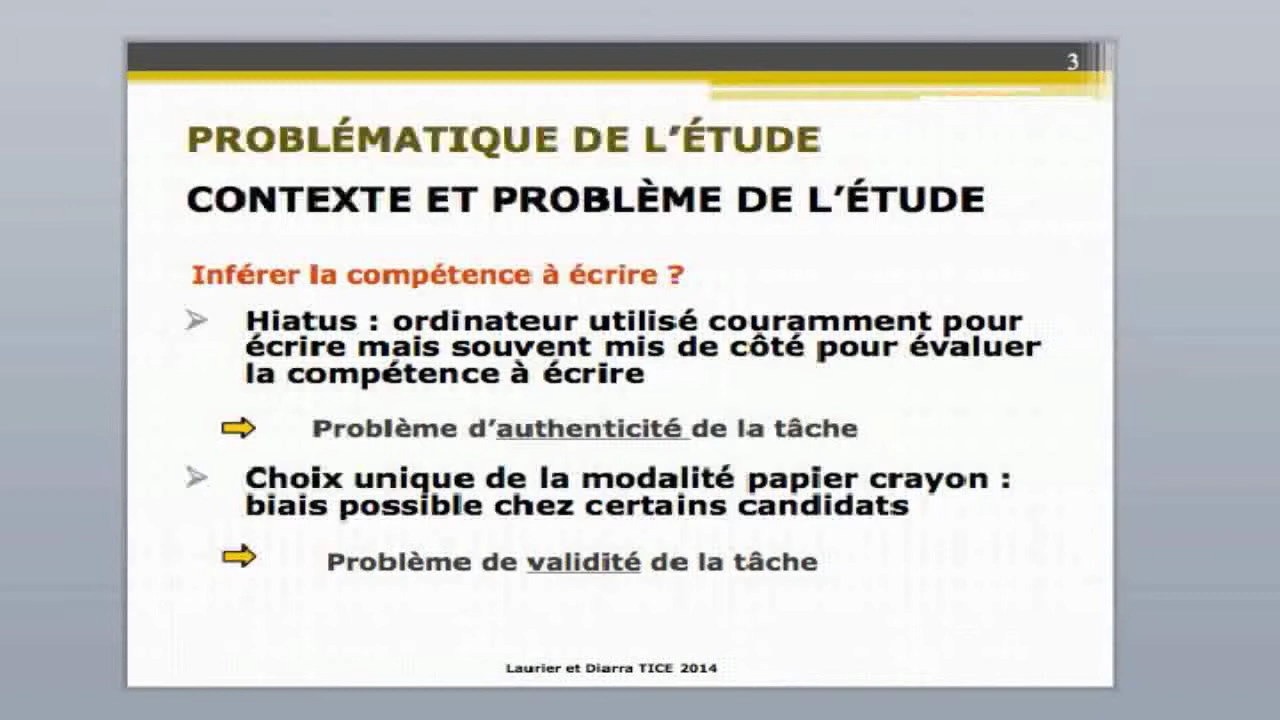 3
PROBLÉMATIQUE DE L’ÉTUDE
CONTEXTE ET PROBLÈME DE L’ÉTUDE
Inférer la compétence à écrire ?
Hiatus : ordinateur utilisé couramment pour
écrire mais souvent mis de côté pour évaluer
la compétence à écrire
Problème d’authenticité de la tâche
Choix unique de la modalité papier crayon :
biais possible chez certains candidats
Problème de validité de la tâche
Laurier et Diarra TICE 2014